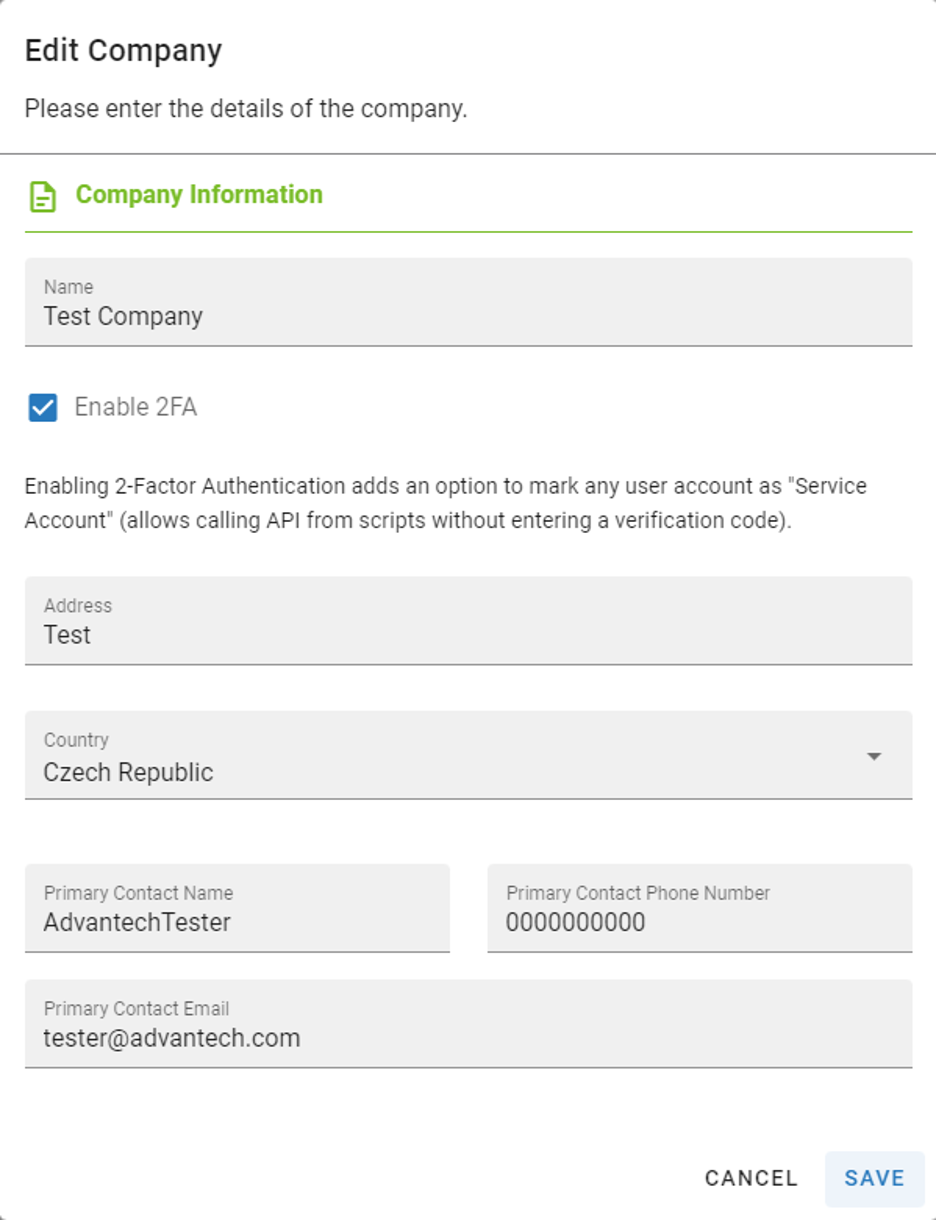 Edit Company
Please enter the details of the company.
Company Information
Name
Test Company
Enable 2FA
Enabling 2-Factor Authentication adds an option to mark any user account as "Service
Account" (allows calling API from scripts without entering a verification code).
Address
Test
Country
Czech Republic
Primary Contact Name
AdvantechTester
Primary Contact Phone Number
0000000000
Primary Contact Email
tester@advantech.com
CANCEL
SAVE